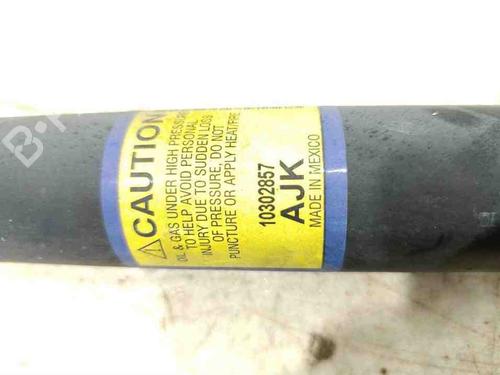 ⚠CAUTION
OIL & GAS UNDER HIGH PRESSURE
TO HELP AVOID PERSONAL
INJURY DUE TO SUDDEN LOSS
OF PRESSURE, DO NOT
PUNCTURE OR APPLY HEAT/FIRE
10302857
AJK
MADE IN MEXICO